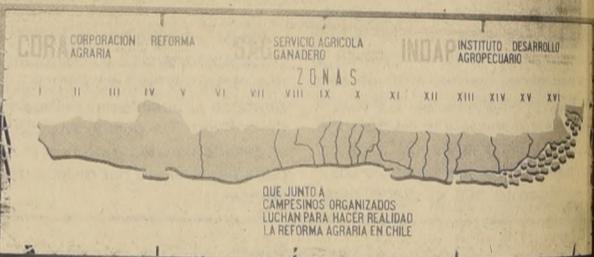 CORA CORPORACION REFORMA AGRARIA
SAG SERVICIO AGRICOLA GANADERO
INDAP INSTITUTO DESARROLLO AGROPECUARIO
ZONAS
I II III IV V VI VII VIII IX X XI XII XIII XIV XV XVI
QUE JUNTO A
CAMPESINOS ORGANIZADOS
LUCHAN PARA HACER REALIDAD
LA REFORMA AGRARIA EN CHILE